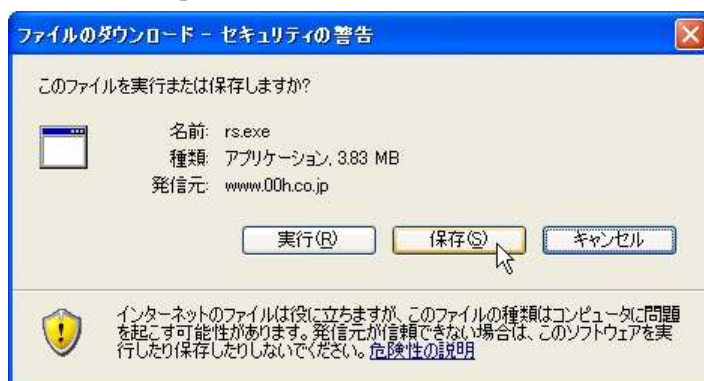 ファイルのダウンロード - セキュリティの警告
このファイルを実行または保存しますか?
名前: rs.exe
種類: アプリケーション, 3.83 MB
発信元: www.00h.co.jp
実行(R) 保存(S) キャンセル
インターネットのファイルは役に立ちますが、このファイルの種類はコンピュータに問題
を起こす可能性があります。発信元が信頼できない場合は、このソフトウェアを実
行したり保存したりしないでください。危険性の説明